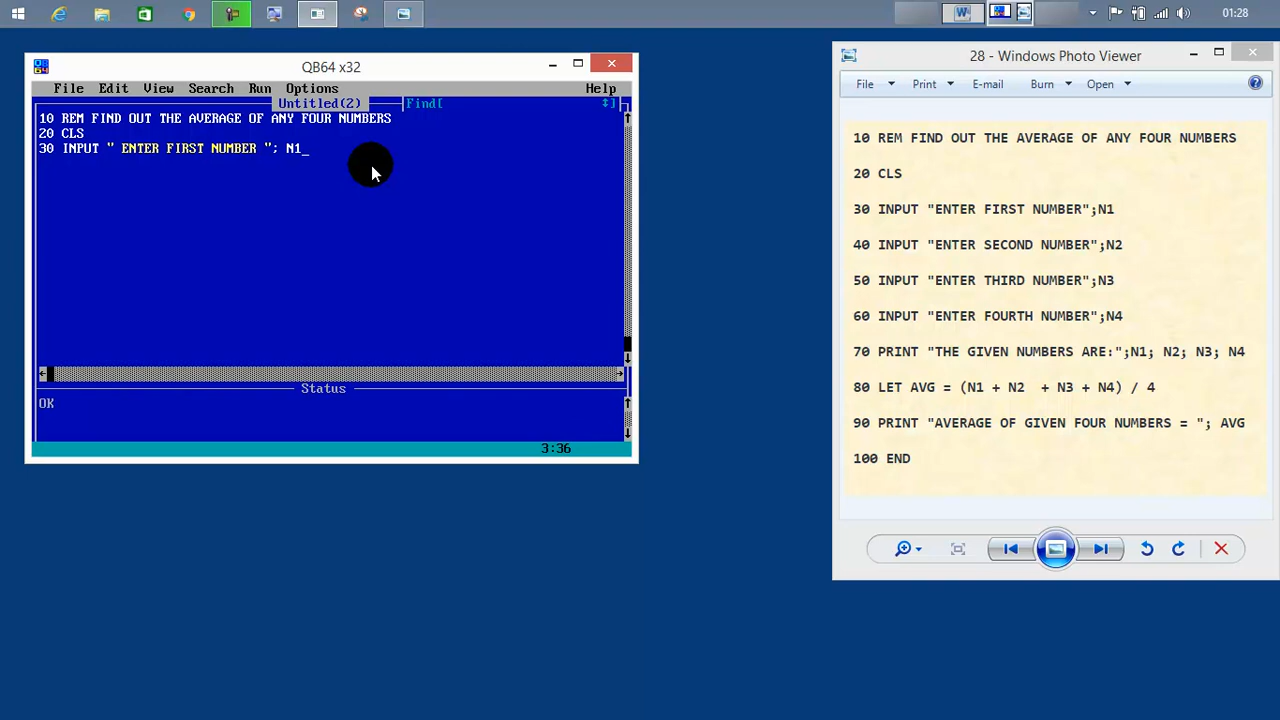 01:28
QB64 x32
File Edit View Search Run Options Help
Untitled(2) Find[
10 REM FIND OUT THE AVERAGE OF ANY FOUR NUMBERS
20 CLS
30 INPUT " ENTER FIRST NUMBER "; N1_
Status
OK
3:36
28 - Windows Photo Viewer
File Print E-mail Burn Open
10 REM FIND OUT THE AVERAGE OF ANY FOUR NUMBERS
20 CLS
30 INPUT "ENTER FIRST NUMBER";N1
40 INPUT "ENTER SECOND NUMBER";N2
50 INPUT "ENTER THIRD NUMBER";N3
60 INPUT "ENTER FOURTH NUMBER";N4
70 PRINT "THE GIVEN NUMBERS ARE:";N1; N2; N3; N4
80 LET AVG = (N1 + N2  + N3 + N4) / 4
90 PRINT "AVERAGE OF GIVEN FOUR NUMBERS = "; AVG
100 END